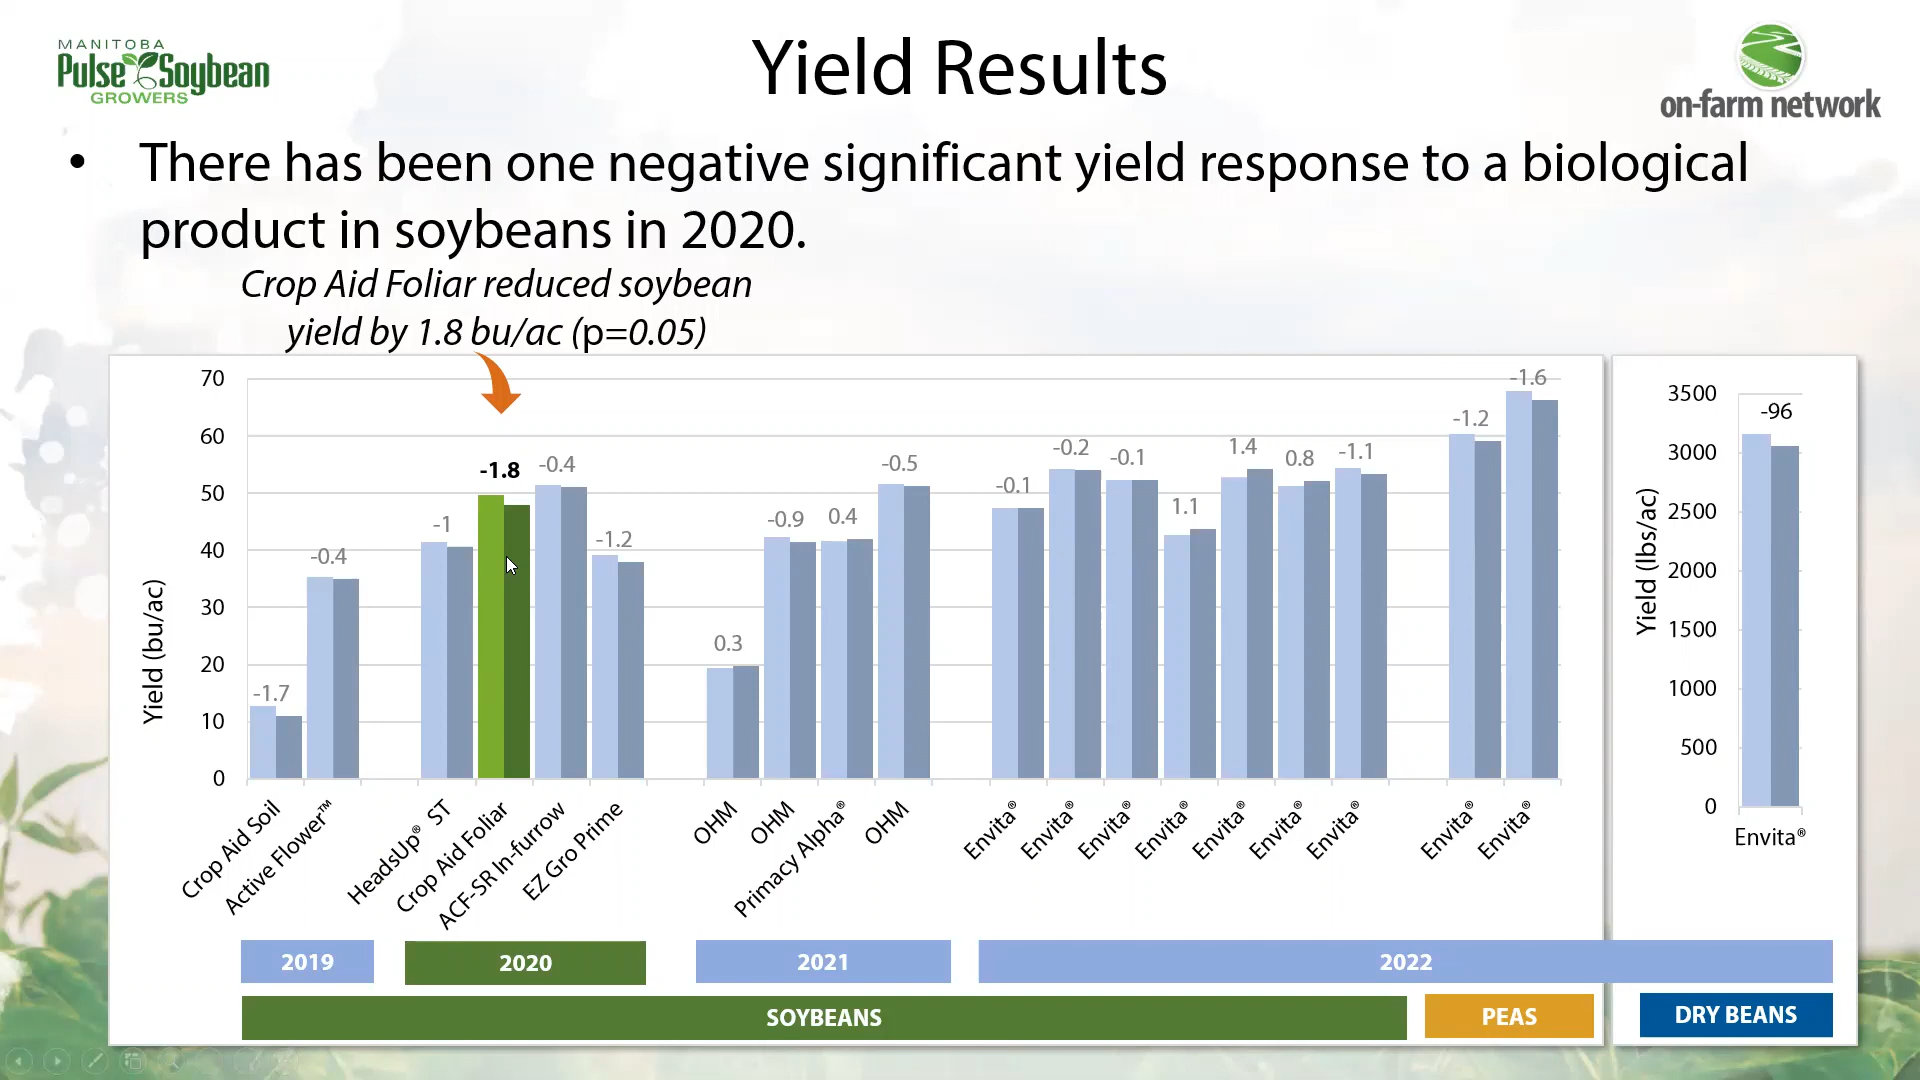 MANITOBA
Pulse Soybean
GROWERS
Yield Results
on-farm network
• There has been one negative significant yield response to a biological
product in soybeans in 2020.
Crop Aid Foliar reduced soybean
yield by 1.8 bu/ac (p=0.05)
Yield (bu/ac)
70
60
50
40
30
20
10
0
-1.7
-0.4
-1
-1.8
-0.4
-1.2
0.3
-0.9
0.4
-0.5
-0.1
-0.2
-0.1
1.1
1.4
0.8
-1.1
-1.2
-1.6
Crop Aid Soil
Active Flower™
HeadsUp® ST
Crop Aid Foliar
ACF-SR In-furrow
EZ Gro Prime
OHM
OHM
Primacy Alpha®
OHM
Envita®
Envita®
Envita®
Envita®
Envita®
Envita®
Envita®
Envita®
Envita®
Yield (lbs/ac)
3500
3000
2500
2000
1500
1000
500
0
-96
Envita®
2019
2020
2021
2022
SOYBEANS
PEAS
DRY BEANS